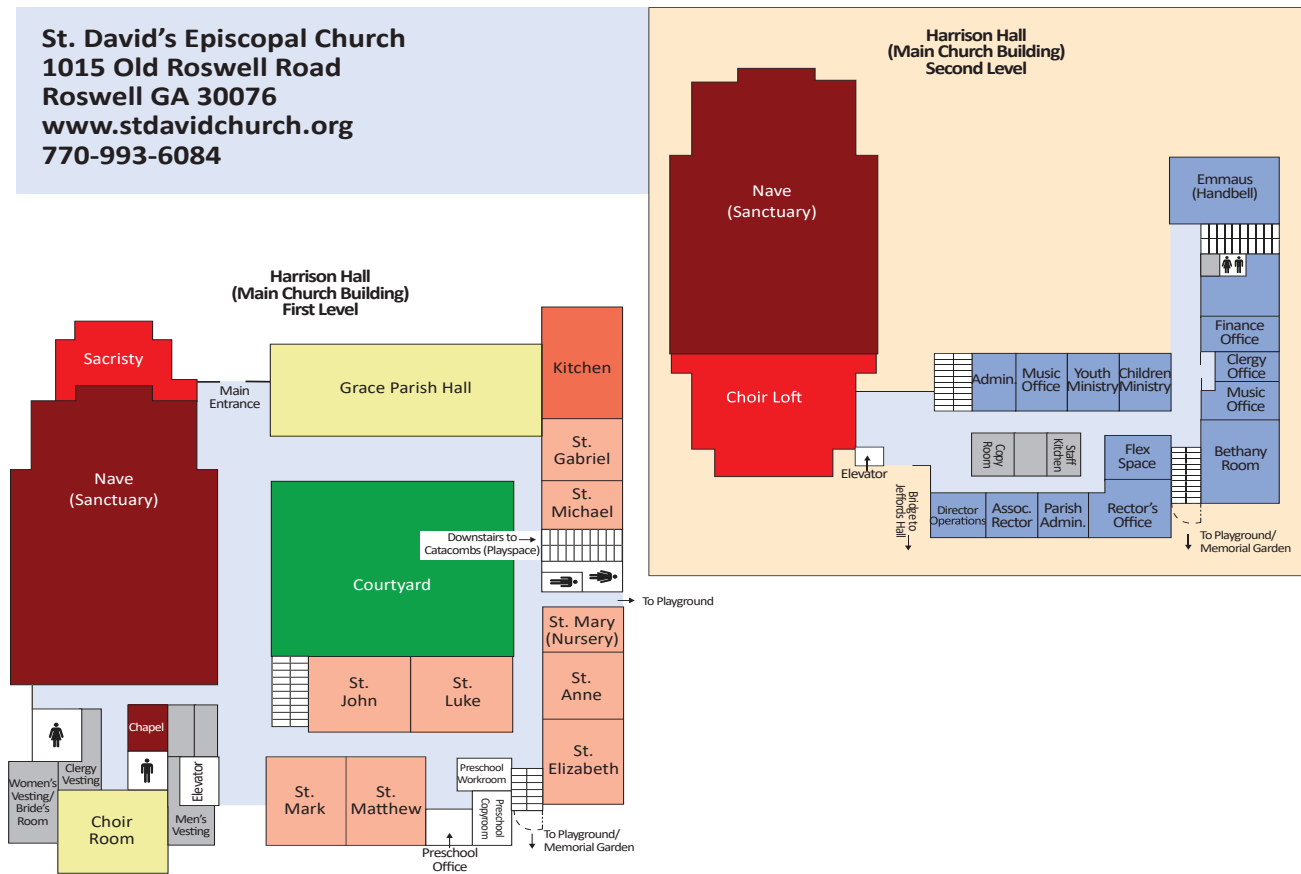 St. David's Episcopal Church
1015 Old Roswell Road
Roswell GA 30076
www.stdavidchurch.org
770-993-6084
Harrison Hall
(Main Church Building)
Second Level
Nave
(Sanctuary)
Choir Loft
Elevator
Bridge to
Jeffords Hall
Admin.
Music
Office
Youth
Ministry
Children
Ministry
Copy
Room
Staff
Kitchen
Flex
Space
Director
Operations
Assoc.
Rector
Parish
Admin.
Rector's
Office
Emmaus
(Handbell)
Finance
Office
Clergy
Office
Music
Office
Bethany
Room
To Playground/
Memorial Garden
Harrison Hall
(Main Church Building)
First Level
Sacristy
Main
Entrance
Nave
(Sanctuary)
Grace Parish Hall
Kitchen
St.
Gabriel
St.
Michael
Downstairs to
Catacombs (Playspace)
Courtyard
To Playground
St. Mary
(Nursery)
St.
Anne
St.
Elizabeth
St.
John
St.
Luke
Chapel
Clergy
Vesting
Women's
Vesting/
Bride's
Room
Choir
Room
Elevator
Men's
Vesting
St.
Mark
St.
Matthew
Preschool
Workroom
Preschool
Copyroom
Preschool
Office
To Playground/
Memorial Garden